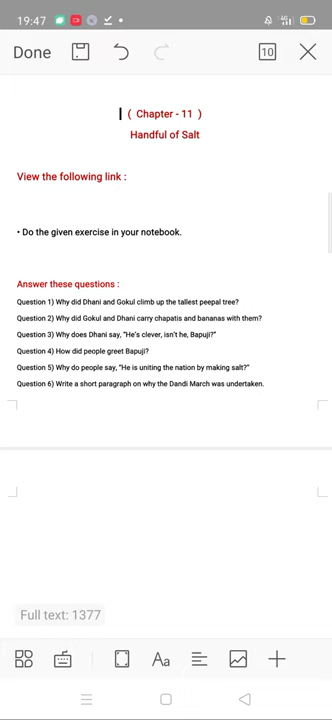 19:47
4G
Done
10
( Chapter - 11 )
Handful of Salt
View the following link :
• Do the given exercise in your notebook.
Answer these questions :
Question 1) Why did Dhani and Gokul climb up the tallest peepal tree?
Question 2) Why did Gokul and Dhani carry chapatis and bananas with them?
Question 3) Why does Dhani say, “He's clever, isn't he, Bapuji?”
Question 4) How did people greet Bapuji?
Question 5) Why do people say, “He is uniting the nation by making salt?”
Question 6) Write a short paragraph on why the Dandi March was undertaken.
Full text: 1377
Aa